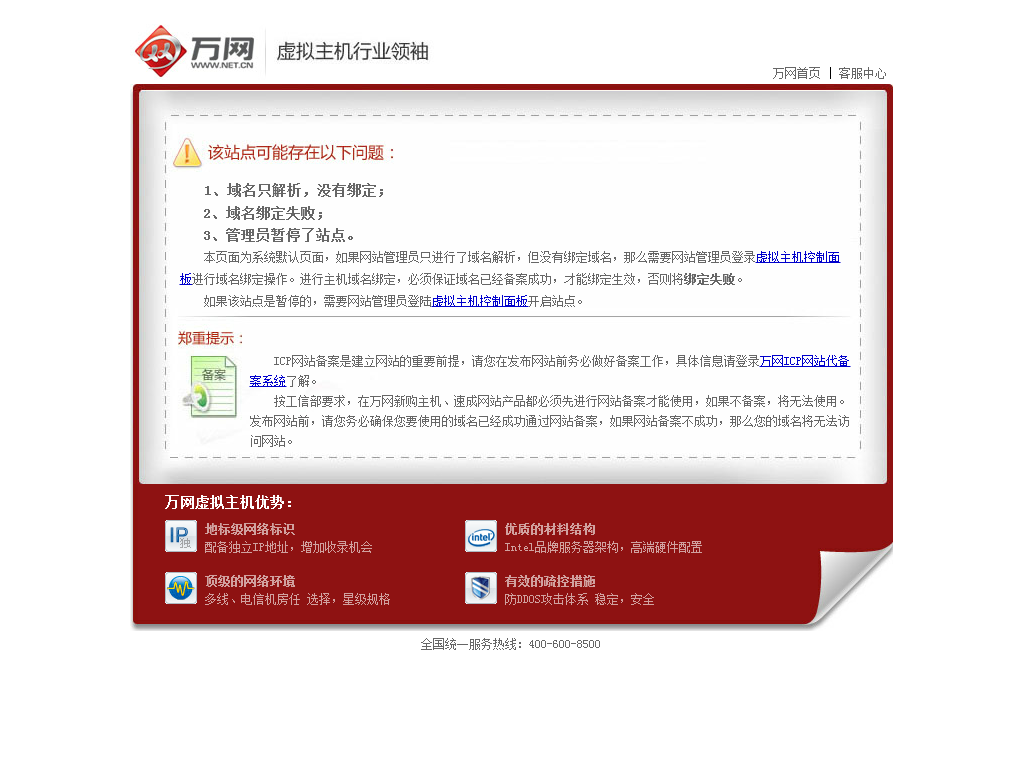 万网
WWW.NET.CN
虚拟主机行业领袖
万网首页 | 客服中心
该站点可能存在以下问题：
1、域名只解析，没有绑定；
2、域名绑定失败；
3、管理员暂停了站点。
本页面为系统默认页面，如果网站管理员只进行了域名解析，但没有绑定域名，那么需要网站管理员登录虚拟主机控制面
板进行域名绑定操作。进行主机域名绑定，必须保证域名已经备案成功，才能绑定生效，否则将绑定失败。
如果该站点是暂停的，需要网站管理员登陆虚拟主机控制面板开启站点。
郑重提示：
备案
ICP网站备案是建立网站的重要前提，请您在发布网站前务必做好备案工作，具体信息请登录万网ICP网站代备
案系统了解。
按工信部要求，在万网新购主机、速成网站产品都必须先进行网站备案才能使用，如果不备案，将无法使用。
发布网站前，请您务必确保您要使用的域名已经成功通过网站备案，如果网站备案不成功，那么您的域名将无法访
问网站。
万网虚拟主机优势：
IP独
地标级网络标识
配备独立IP地址，增加收录机会
intel
优质的材料结构
Intel品牌服务器架构，高端硬件配置
顶级的网络环境
多线、电信机房任 选择，星级规格
有效的疏控措施
防DDOS攻击体系 稳定，安全
全国统一服务热线：400-600-8500